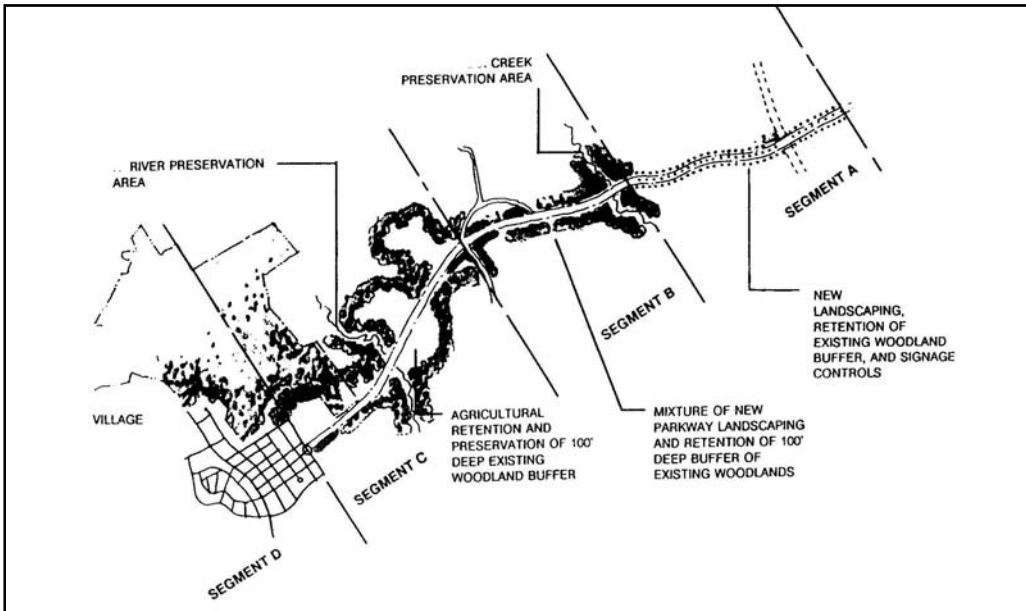 CREEK
PRESERVATION AREA
RIVER PRESERVATION
AREA
SEGMENT A
SEGMENT B
NEW
LANDSCAPING,
RETENTION OF
EXISTING WOODLAND
BUFFER, AND SIGNAGE
CONTROLS
VILLAGE
AGRICULTURAL
RETENTION AND
PRESERVATION OF 100'
DEEP EXISTING
WOODLAND BUFFER
MIXTURE OF NEW
PARKWAY LANDSCAPING
AND RETENTION OF 100'
DEEP BUFFER OF
EXISTING WOODLANDS
SEGMENT C
SEGMENT D